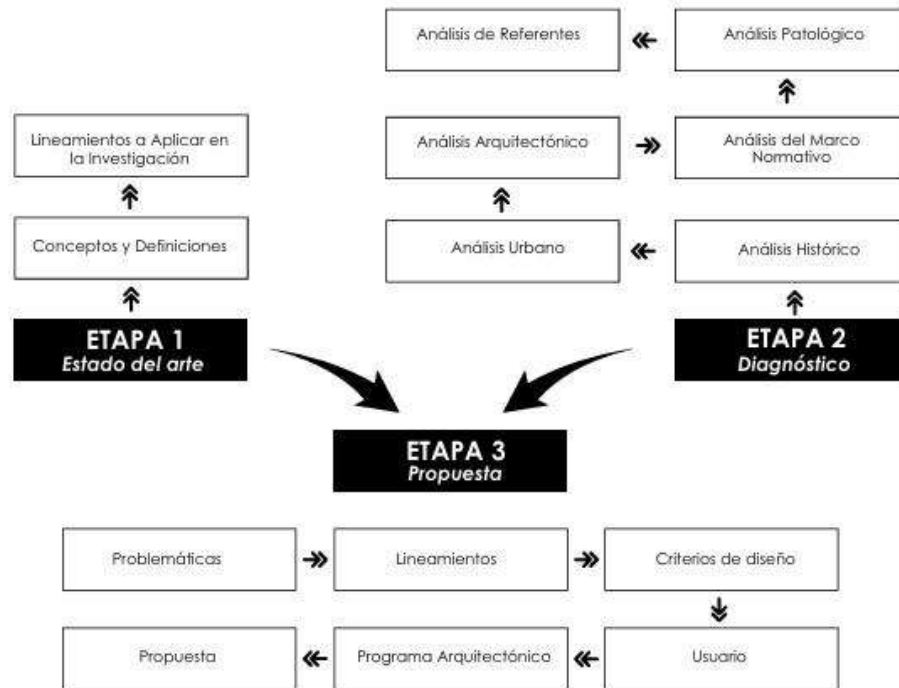 Análisis de Referentes
Análisis Patológico
Lineamientos a Aplicar en
la Investigación
Análisis Arquitectónico
Análisis del Marco
Normativo
Conceptos y Definiciones
Análisis Urbano
Análisis Histórico
ETAPA 1
Estado del arte
ETAPA 2
Diagnóstico
ETAPA 3
Propuesta
Problemáticas
Lineamientos
Criterios de diseño
Propuesta
Programa Arquitectónico
Usuario